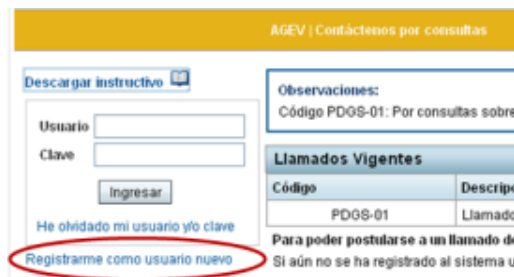 AGEV | Contáctenos por consultas
Descargar instructivo
Usuario
Clave
Ingresar
He olvidado mi usuario y/o clave
Registrarme como usuario nuevo
Observaciones:
Código PDGS-01: Por consultas sobre
Llamados Vigentes
Código
PDGS-01
Llamado
Para poder postularse a un llamado
Si aún no se ha registrado al sistema